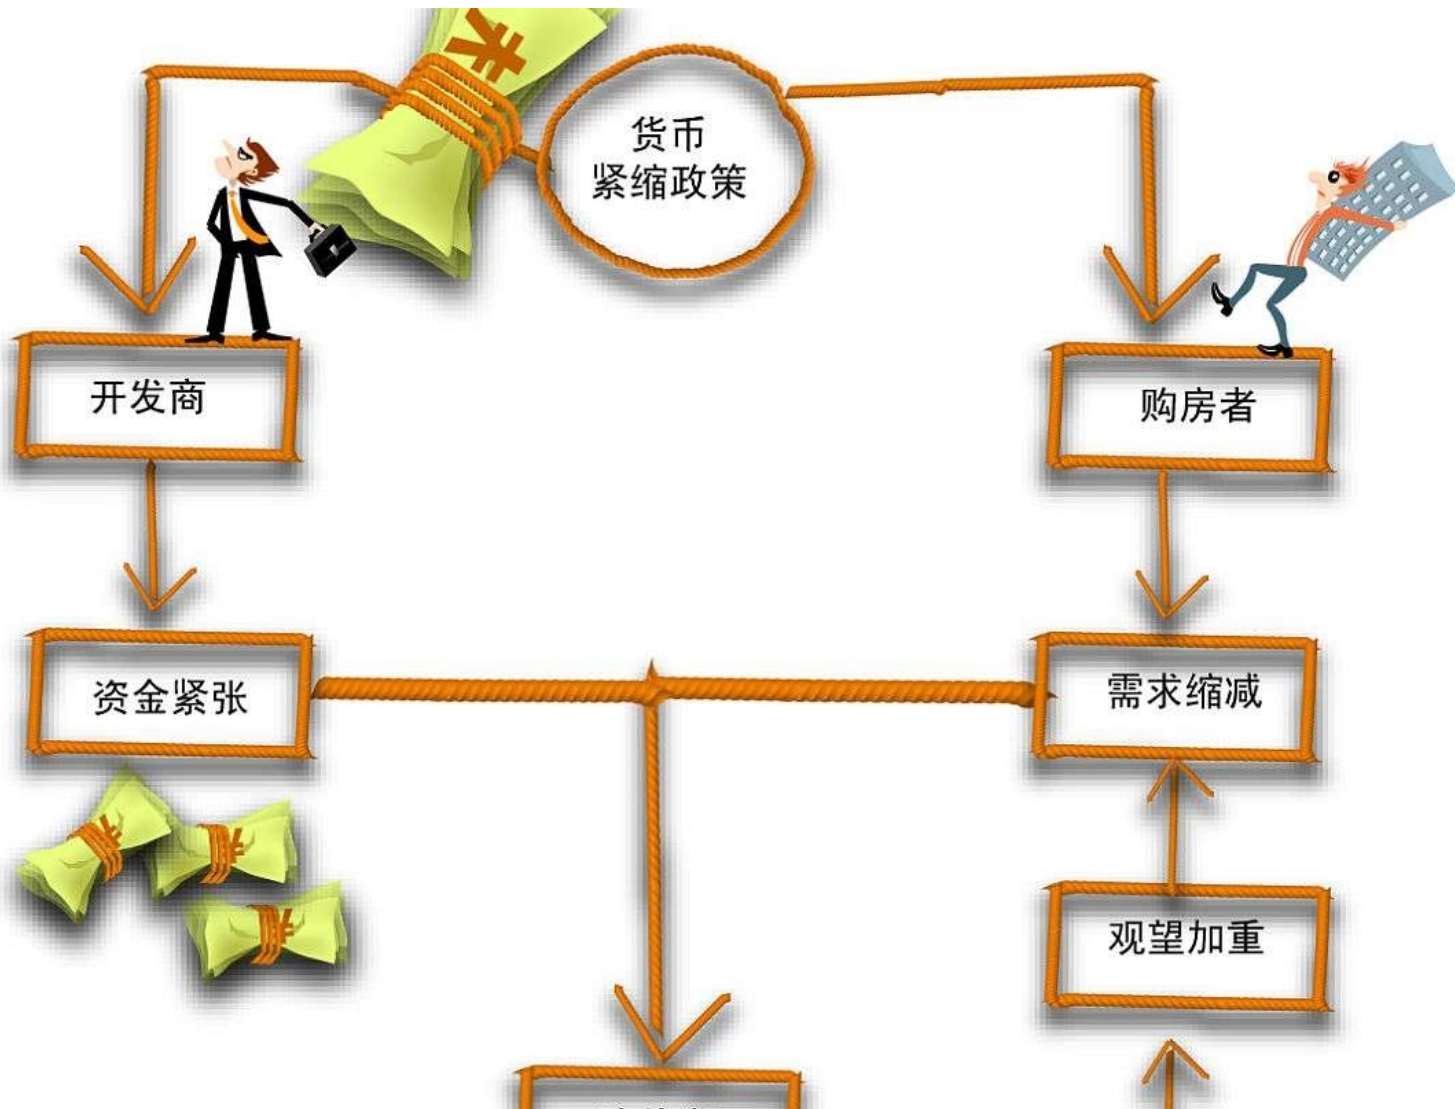 货币
紧缩政策
开发商
购房者
资金紧张
需求缩减
观望加重